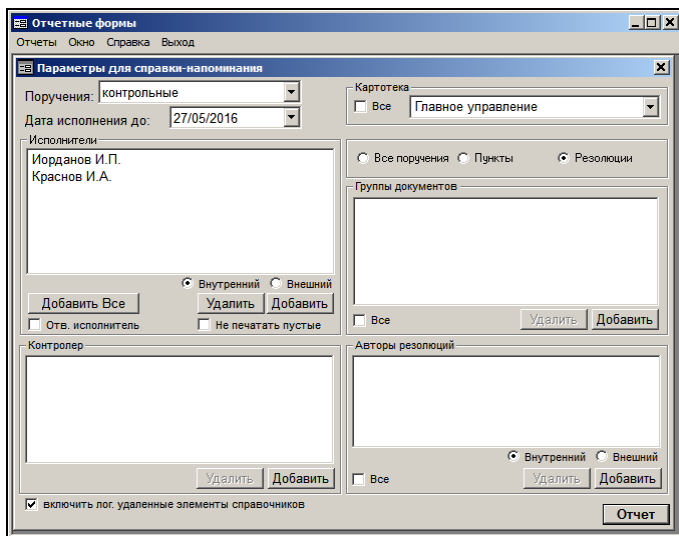 Отчетные формы
Отчеты Окно Справка Выход
Параметры для справки-напоминания
Поручения: контрольные
Дата исполнения до: 27/05/2016
Картотека
Все Главное управление
Исполнители
Иорданов И.П.
Краснов И.А.
Внутренний Внешний
Добавить Все Удалить Добавить
Отв. исполнитель Не печатать пустые
Все поручения Пункты Резолюции
Группы документов
Все Удалить Добавить
Контролер
Удалить Добавить
Авторы резолюций
Внутренний Внешний
Все Удалить Добавить
включить лог. удаленные элементы справочников
Отчет